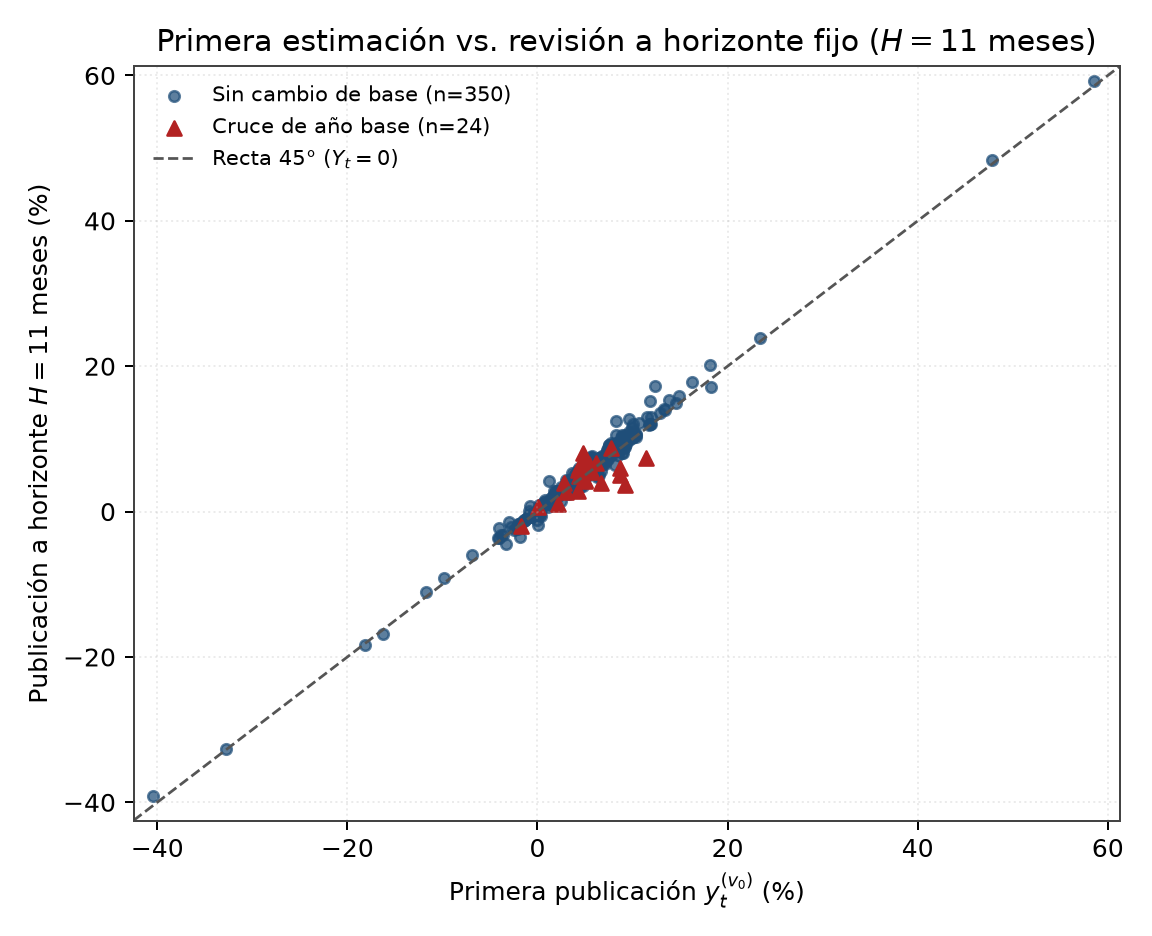 Primera estimación vs. revisión a horizonte fijo (H = 11 meses)
Sin cambio de base (n=350)
Cruce de año base (n=24)
Recta 45° (Y_t = 0)
Publicación a horizonte H = 11 meses (%)
60
40
20
0
−20
−40
−40
−20
0
20
40
60
Primera publicación y_t^(v_0) (%)